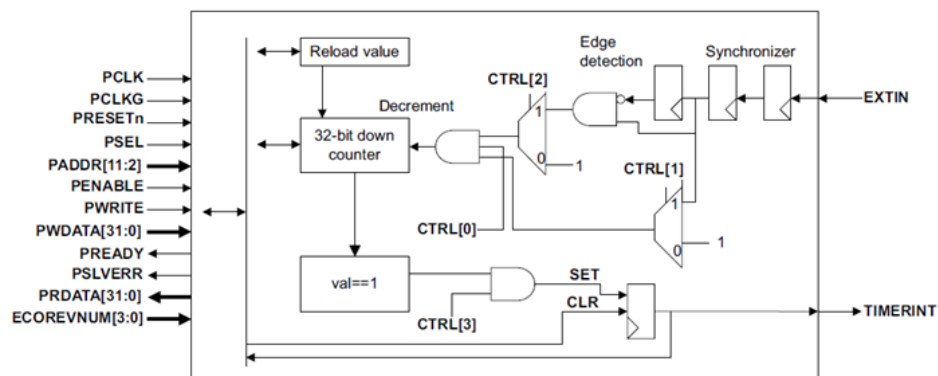 PCLK
PCLKG
PRESETn
PSEL
PADDR[11:2]
PENABLE
PWRITE
PWDATA[31:0]
PREADY
PSLVERR
PRDATA[31:0]
ECOREVNUM[3:0]
Reload value
Decrement
32-bit down
counter
val==1
CTRL[2]
1
0
1
Edge
detection
Synchronizer
CTRL[1]
1
0
1
CTRL[0]
CTRL[3]
SET
CLR
EXTIN
TIMERINT